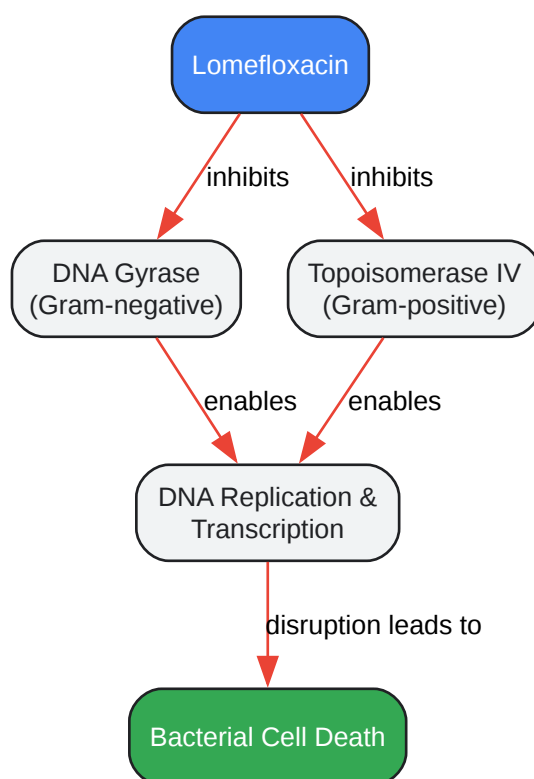 Lomefloxacin
inhibits
inhibits
DNA Gyrase
(Gram-negative)
Topoisomerase IV
(Gram-positive)
enables
enables
DNA Replication &
Transcription
disruption leads to
Bacterial Cell Death